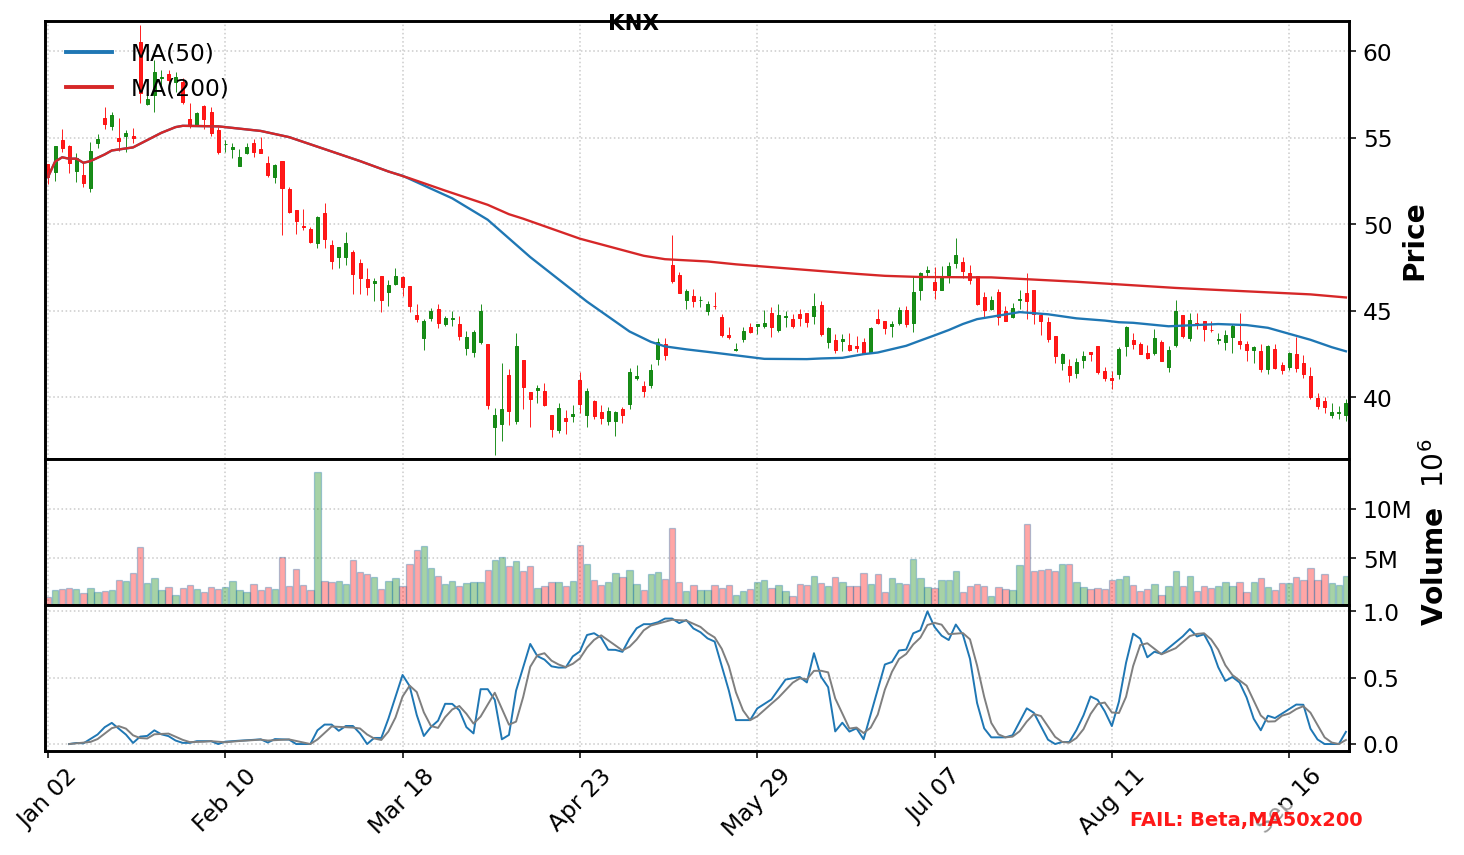 KNX
MA(50)
MA(200)
60
55
50
45
40
Price
10M
5M
Volume 10^6
1.0
0.5
0.0
Jan 02
Feb 10
Mar 18
Apr 23
May 29
Jul 07
Aug 11
Sep 16
FAIL: Beta,MA50x200